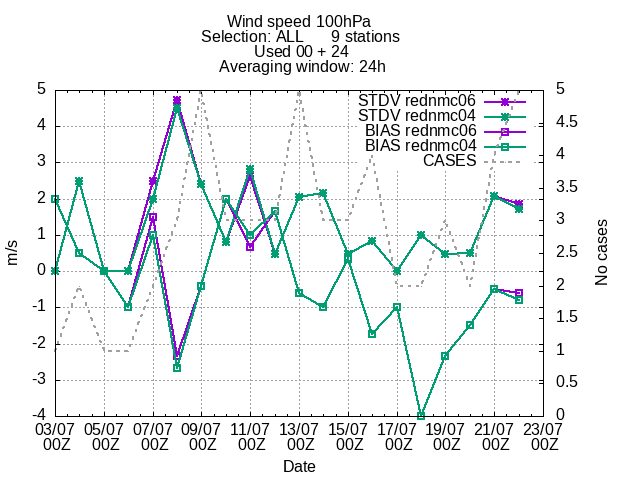 Wind speed 100hPa
Selection: ALL 9 stations
Used 00 + 24
Averaging window: 24h
STDV rednmc06
STDV rednmc04
BIAS rednmc06
BIAS rednmc04
CASES
5
4
3
2
1
0
-1
-2
-3
-4
m/s
5
4.5
4
3.5
3
2.5
2
1.5
1
0.5
0
No cases
03/07 05/07 07/07 09/07 11/07 13/07 15/07 17/07 19/07 21/07 23/07
00Z 00Z 00Z 00Z 00Z 00Z 00Z 00Z 00Z 00Z 00Z
Date